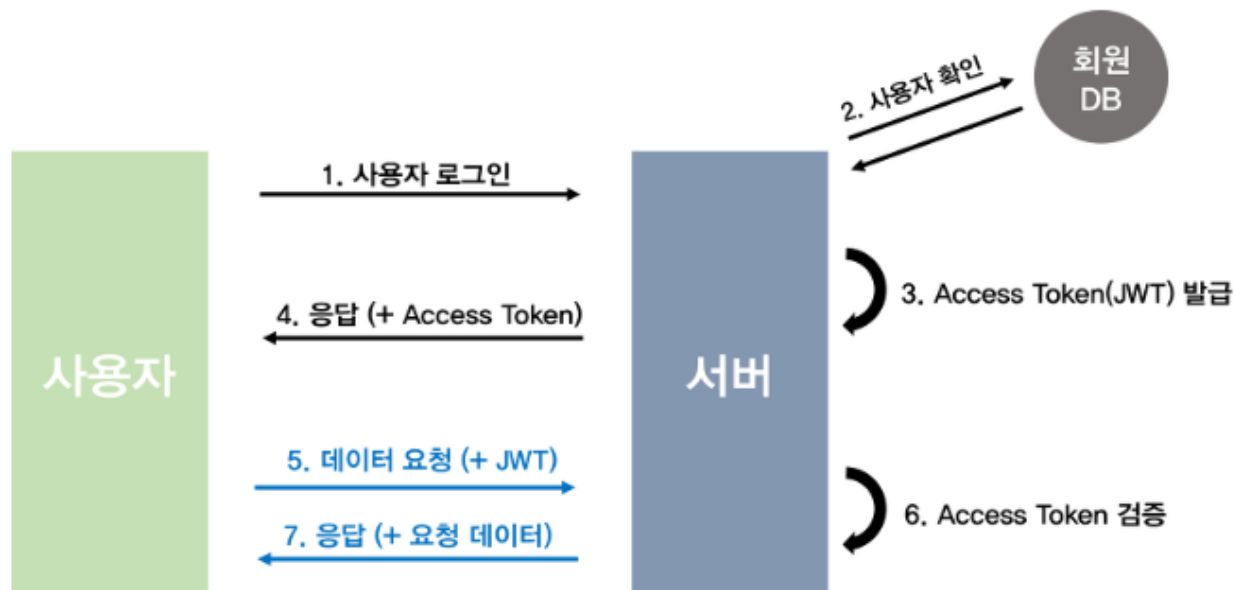 회원
DB
2. 사용자 확인
1. 사용자 로그인
3. Access Token(JWT) 발급
4. 응답 (+ Access Token)
사용자
서버
5. 데이터 요청 (+ JWT)
6. Access Token 검증
7. 응답 (+ 요청 데이터)